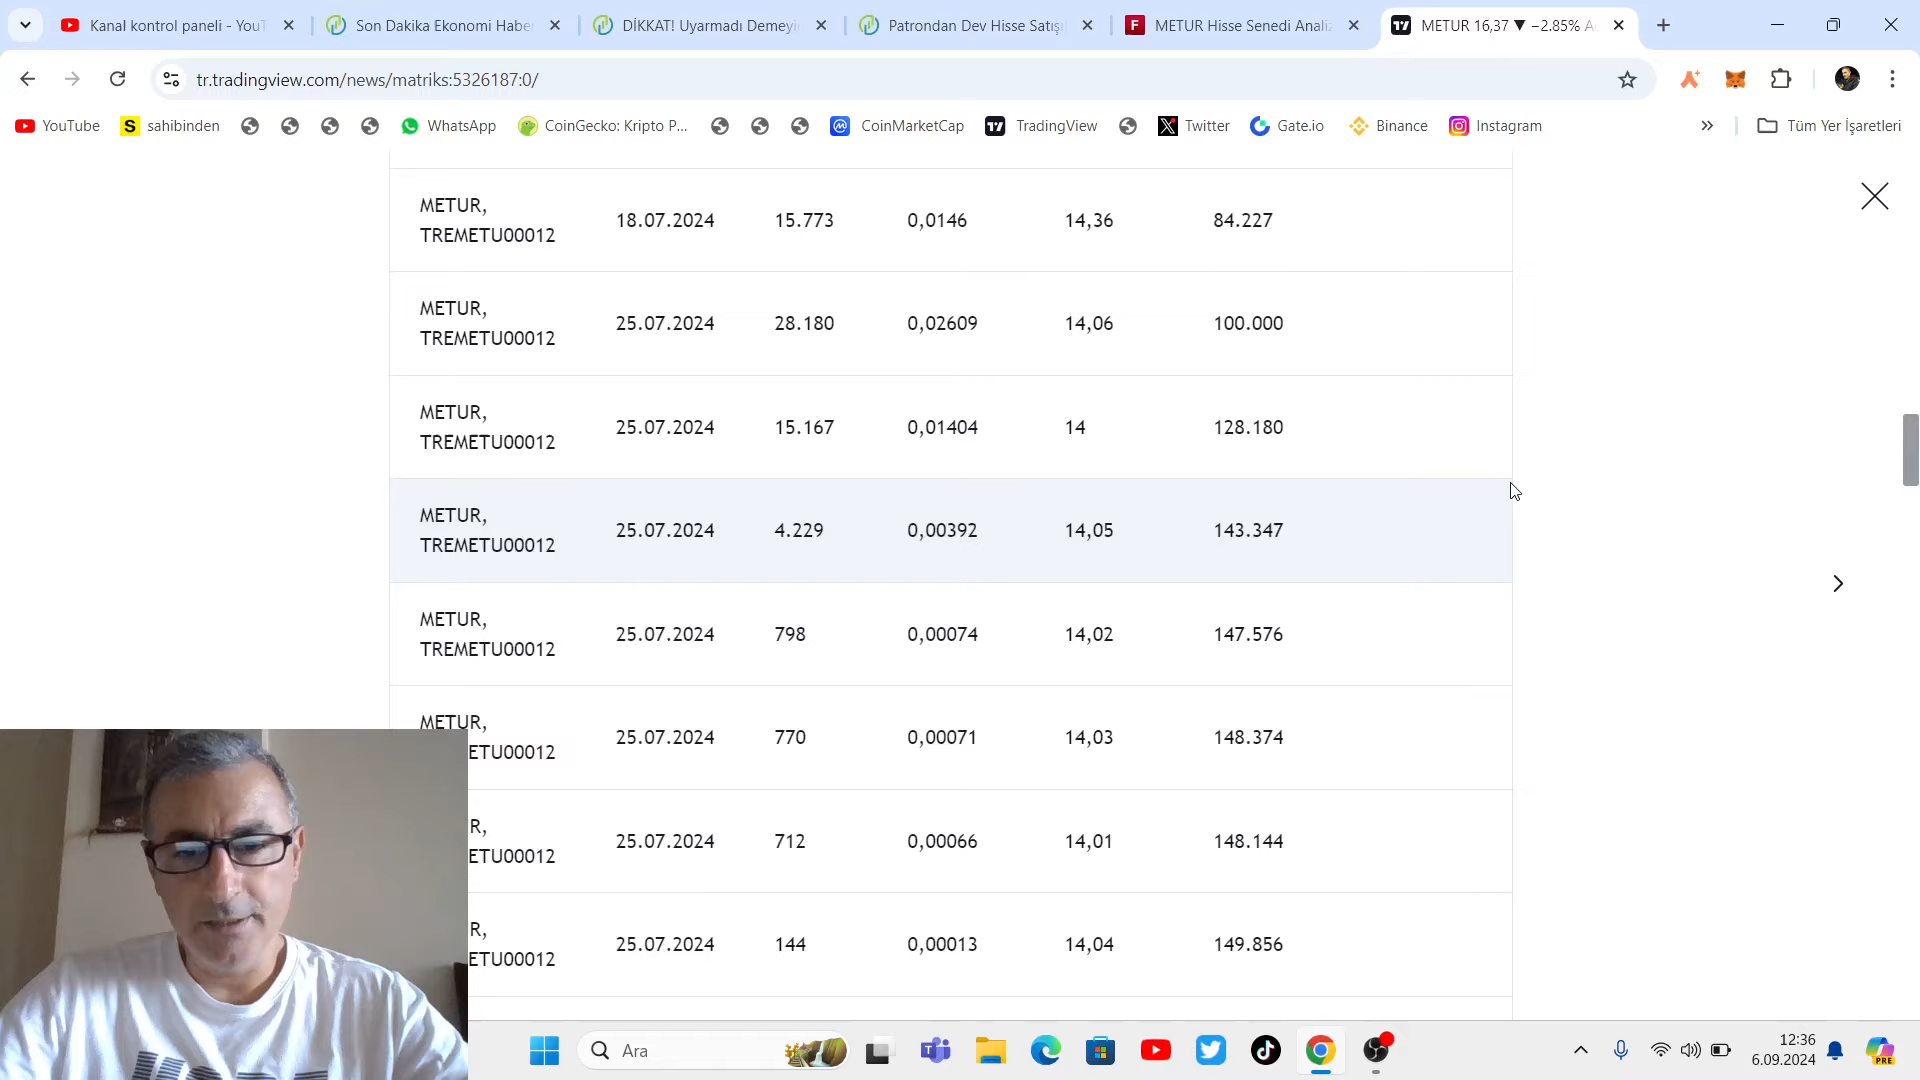 Kanal kontrol paneli - YouT
Son Dakika Ekonomi Haber
DİKKAT! Uyarmadı Demeyi
Patrondan Dev Hisse Satışı
METUR Hisse Senedi Analiz
METUR 16,37 ▼ −2.85%
tr.tradingview.com/news/matriks:5326187:0/
YouTube
sahibinden
WhatsApp
CoinGecko: Kripto P...
CoinMarketCap
TradingView
Twitter
Gate.io
Binance
Instagram
Tüm Yer İşaretleri
METUR,
TREMETU00012 18.07.2024 15.773 0,0146 14,36 84.227
METUR,
TREMETU00012 25.07.2024 28.180 0,02609 14,06 100.000
METUR,
TREMETU00012 25.07.2024 15.167 0,01404 14 128.180
METUR,
TREMETU00012 25.07.2024 4.229 0,00392 14,05 143.347
METUR,
TREMETU00012 25.07.2024 798 0,00074 14,02 147.576
METUR,
ETU00012 25.07.2024 770 0,00071 14,03 148.374
R,
ETU00012 25.07.2024 712 0,00066 14,01 148.144
R,
ETU00012 25.07.2024 144 0,00013 14,04 149.856
Ara
12:36
6.09.2024
PRE